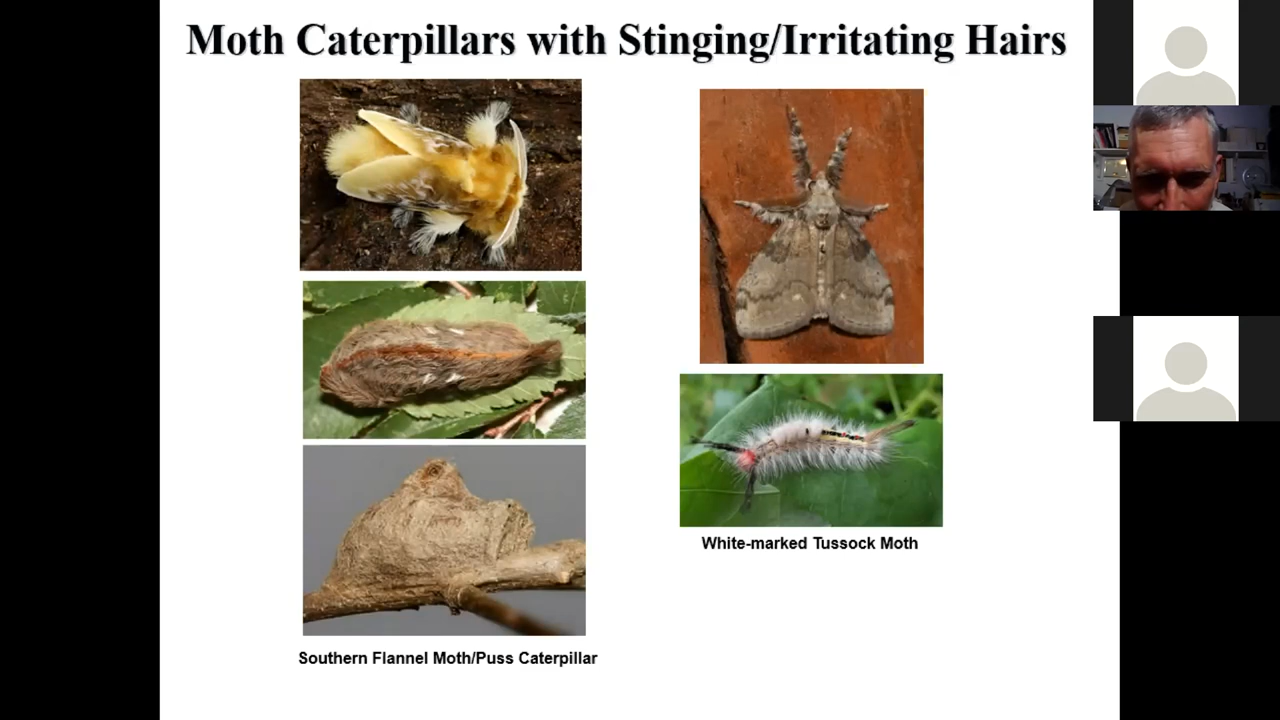 Moth Caterpillars with Stinging/Irritating Hairs
White-marked Tussock Moth
Southern Flannel Moth/Puss Caterpillar